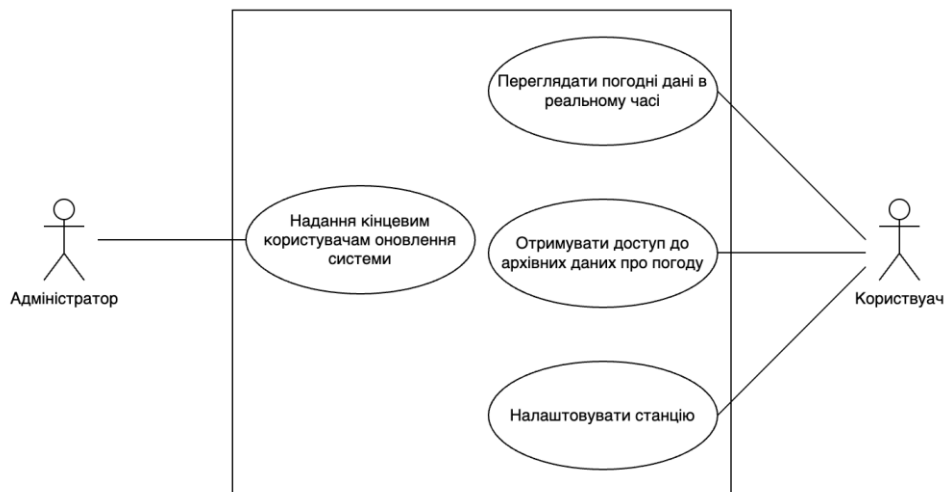 Переглядати погодні дані в
реальному часі
Надання кінцевим
користувачам оновлення
системи
Отримувати доступ до
архівних даних про погоду
Адміністратор
Користвуач
Налаштовувати станцію